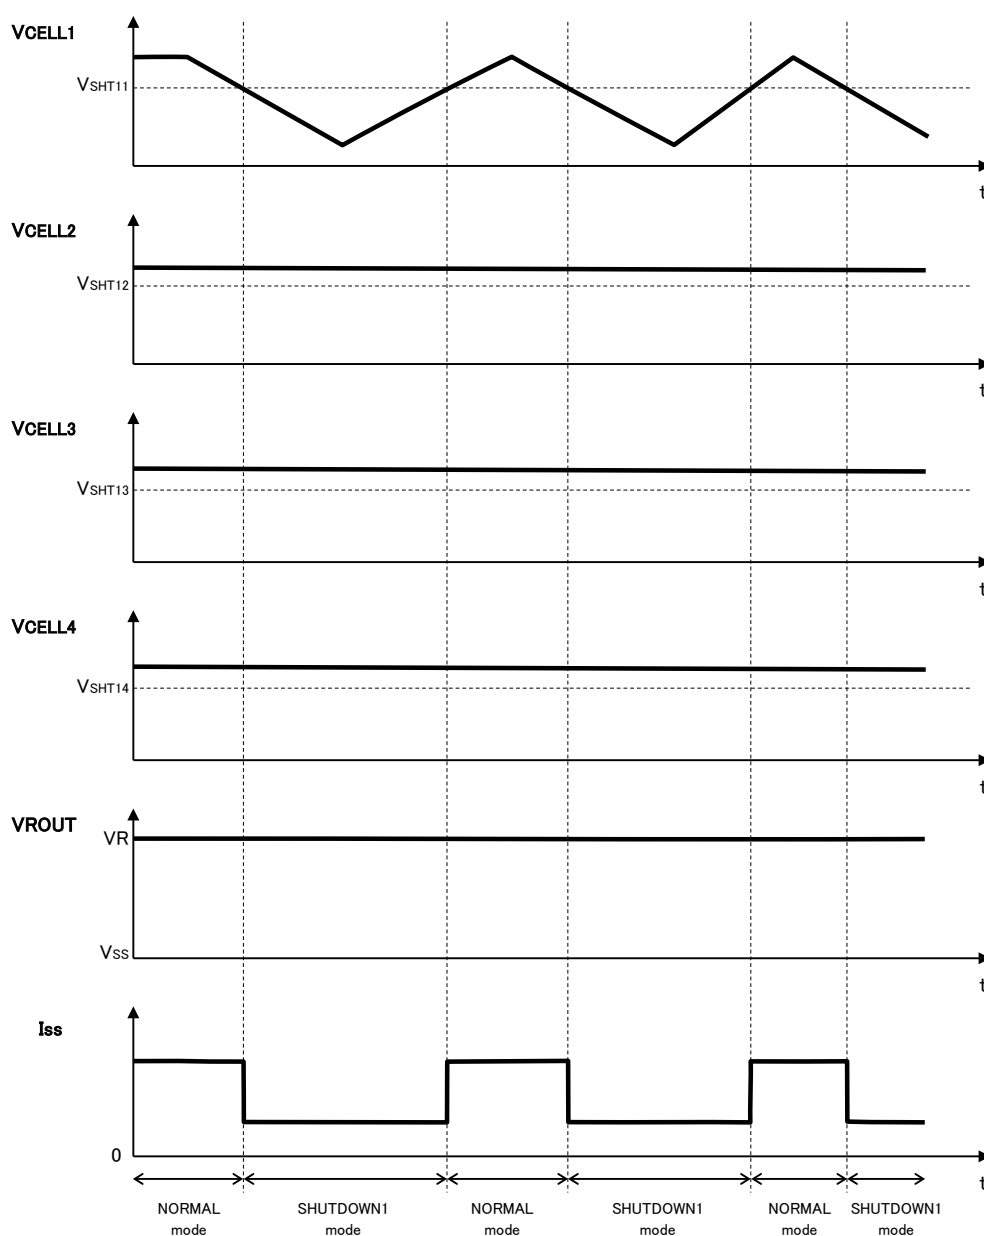 VCELL1
VSHT11
t
VCELL2
VSHT12
t
VCELL3
VSHT13
t
VCELL4
VSHT14
t
VROUT
VR
VSS
t
Iss
0
t
NORMAL mode
SHUTDOWN1 mode
NORMAL mode
SHUTDOWN1 mode
NORMAL mode
SHUTDOWN1 mode